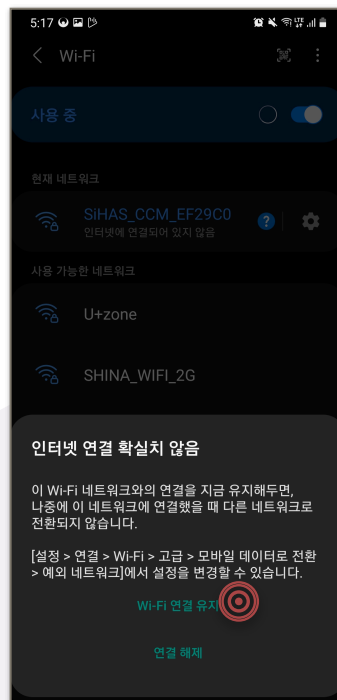 5:17
Wi-Fi
사용 중
현재 네트워크
SiHAS_CCM_EF29C0
인터넷에 연결되어 있지 않음
?
사용 가능한 네트워크
U+zone
SHINA_WIFI_2G
인터넷 연결 확실치 않음
이 Wi-Fi 네트워크와의 연결을 지금 유지해두면,
나중에 이 네트워크에 연결했을 때 다른 네트워크로
전환되지 않습니다.
[설정 > 연결 > Wi-Fi > 고급 > 모바일 데이터로 전환
> 예외 네트워크]에서 설정을 변경할 수 있습니다.
Wi-Fi 연결 유지
연결 해제